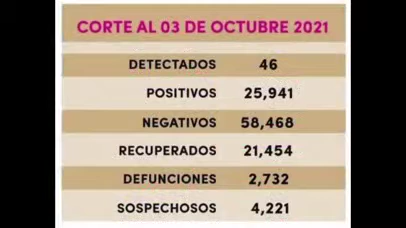 CORTE AL 03 DE OCTUBRE 2021
DETECTADOS 46
POSITIVOS 25,941
NEGATIVOS 58,468
RECUPERADOS 21,454
DEFUNCIONES 2,732
SOSPECHOSOS 4,221